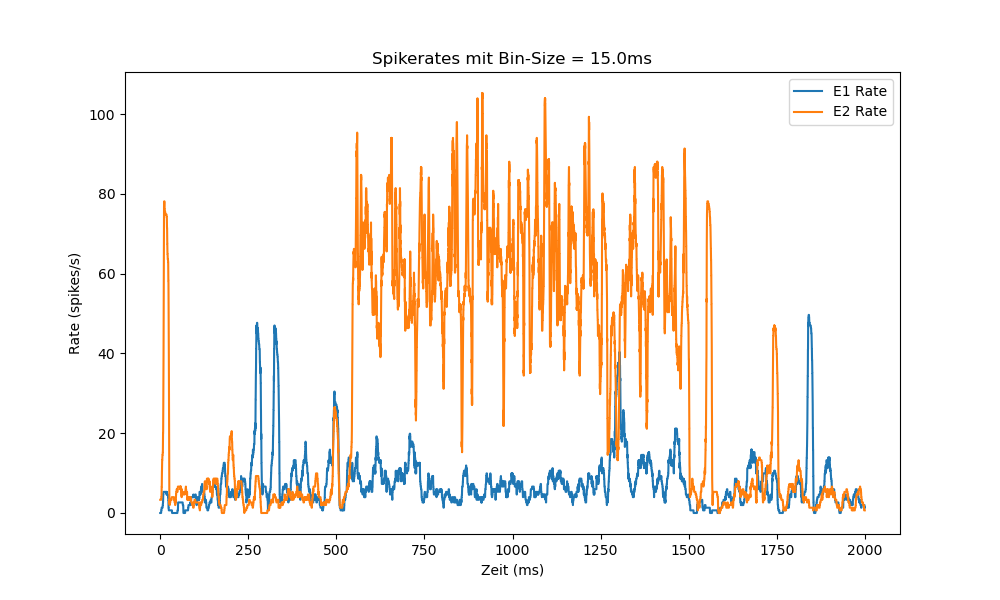 Spikerates mit Bin-Size = 15.0ms
E1 Rate
E2 Rate
Rate (spikes/s)
100
80
60
40
20
0
0 250 500 750 1000 1250 1500 1750 2000
Zeit (ms)